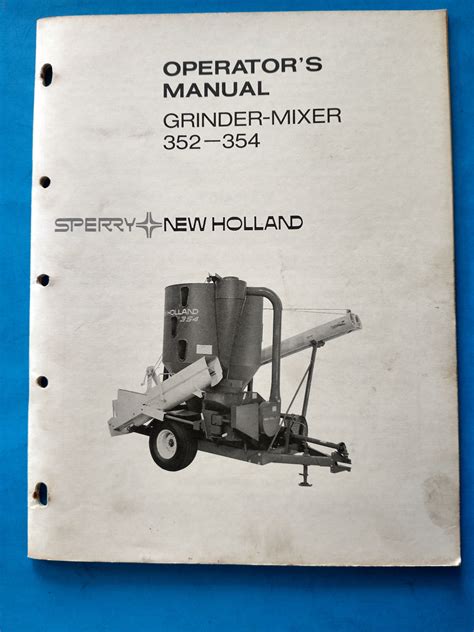 OPERATOR'S
MANUAL
GRINDER-MIXER
352-354
SPERRY NEW HOLLAND
HOLLAND
354